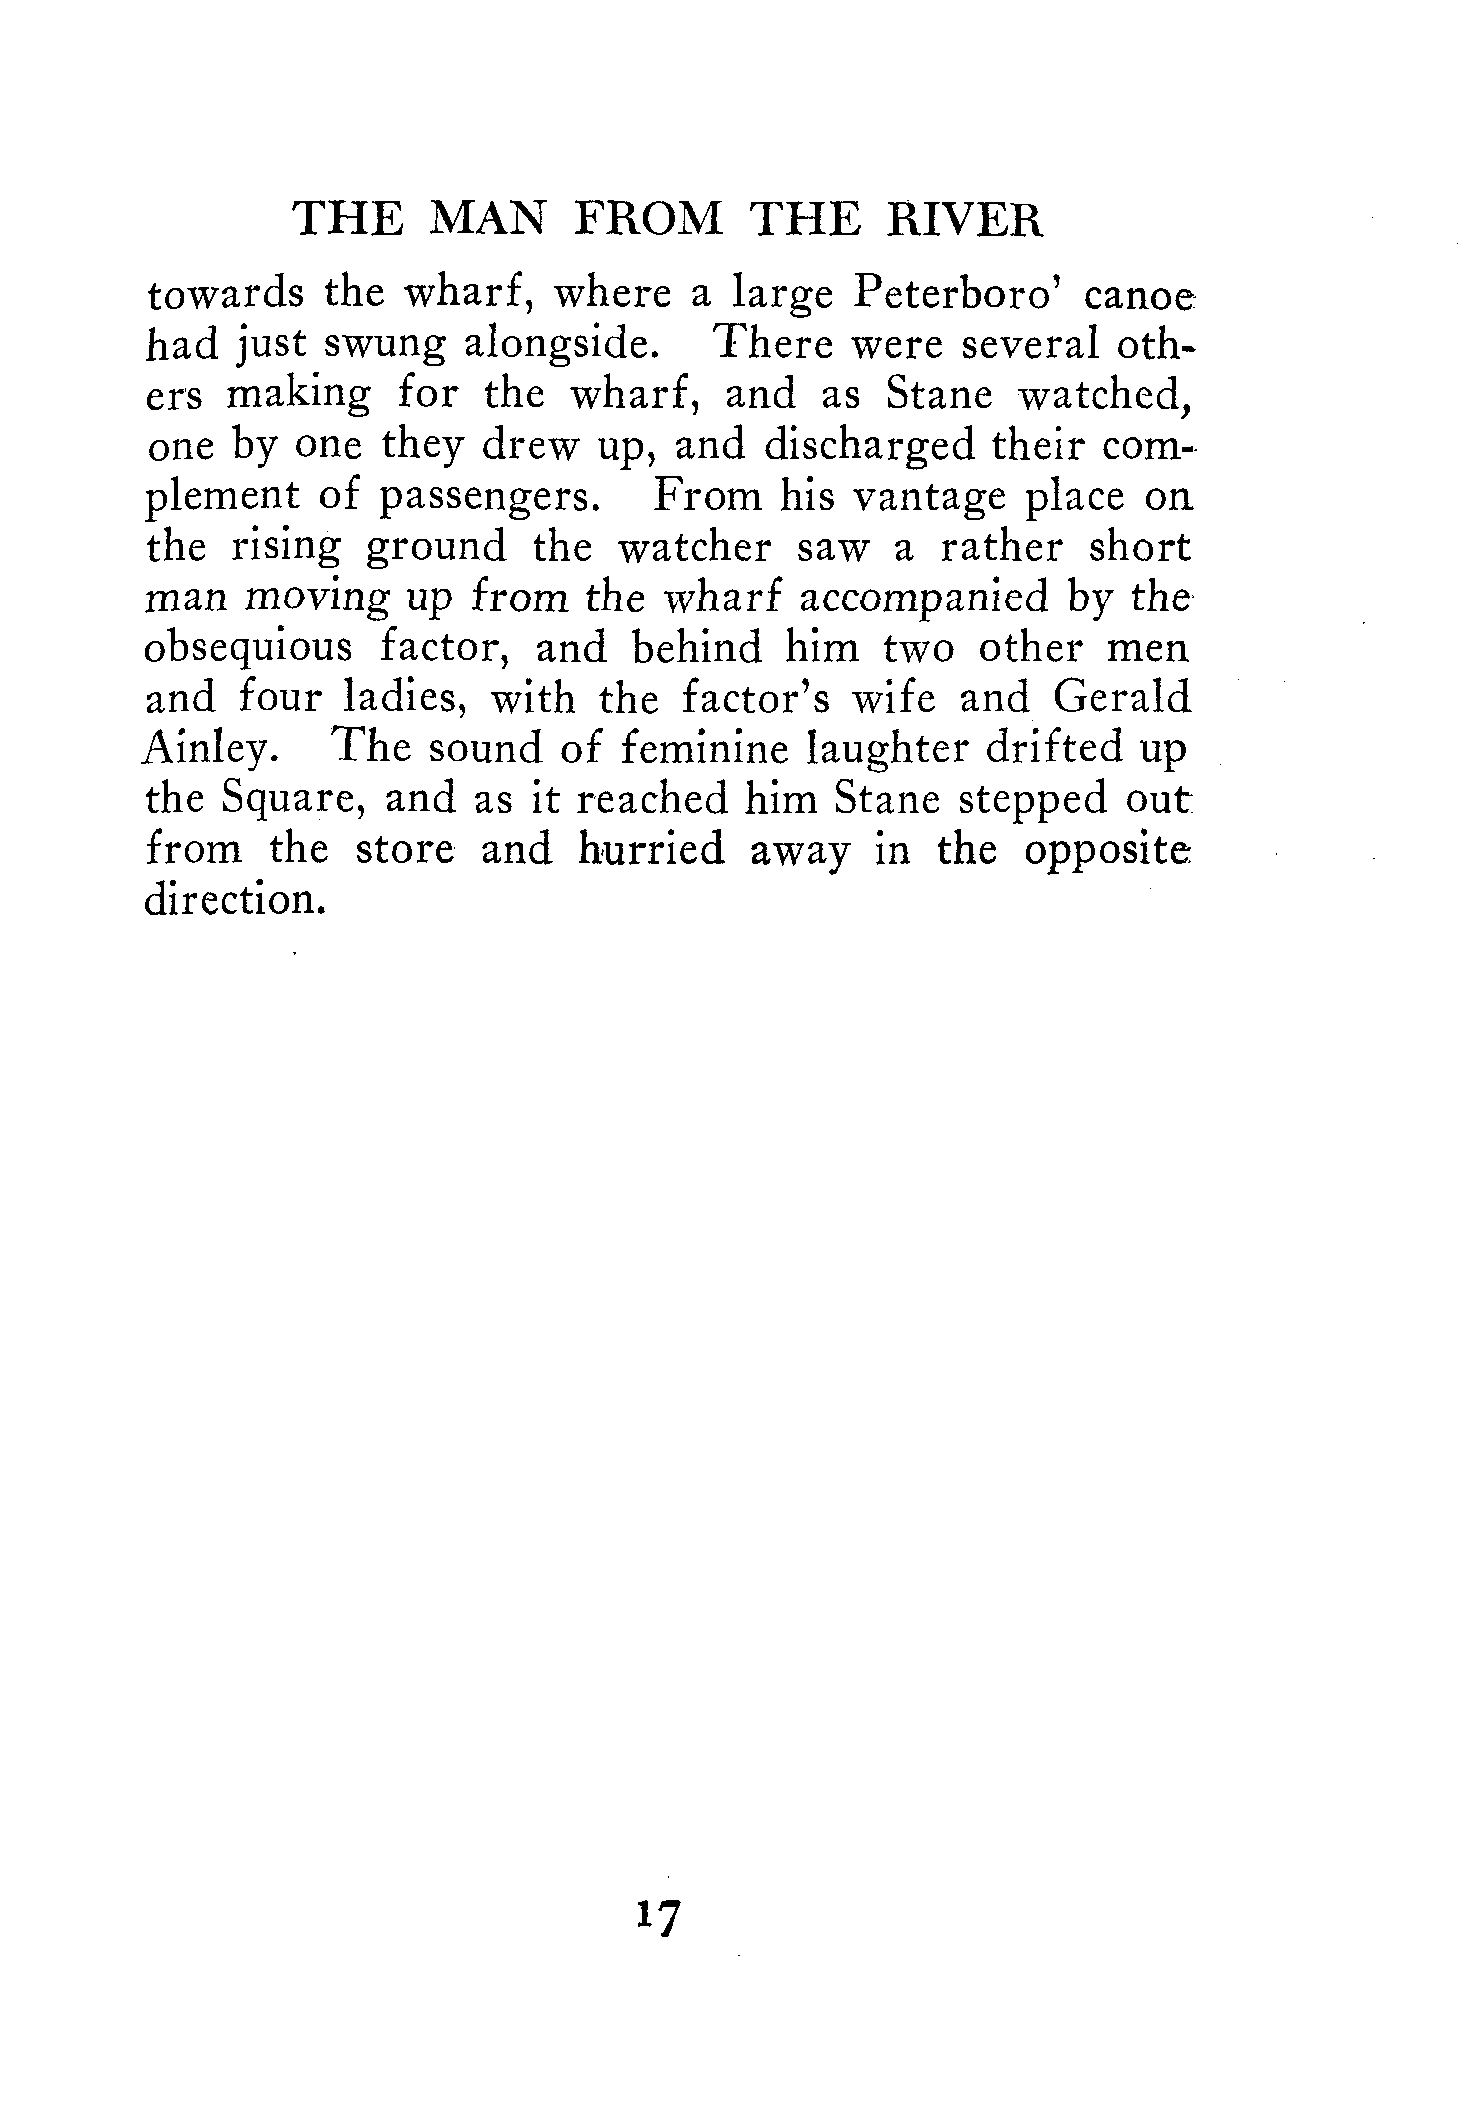 THE MAN FROM THE RIVER
towards the wharf, where a large Peterboro' canoe
had just swung alongside. There were several oth-
ers making for the wharf, and as Stane watched,
one by one they drew up, and discharged their com-
plement of passengers. From his vantage place on
the rising ground the watcher saw a rather short
man moving up from the wharf accompanied by the
obsequious factor, and behind him two other men
and four ladies, with the factor's wife and Gerald
Ainley. The sound of feminine laughter drifted up
the Square, and as it reached him Stane stepped out
from the store and hurried away in the opposite
direction.
17